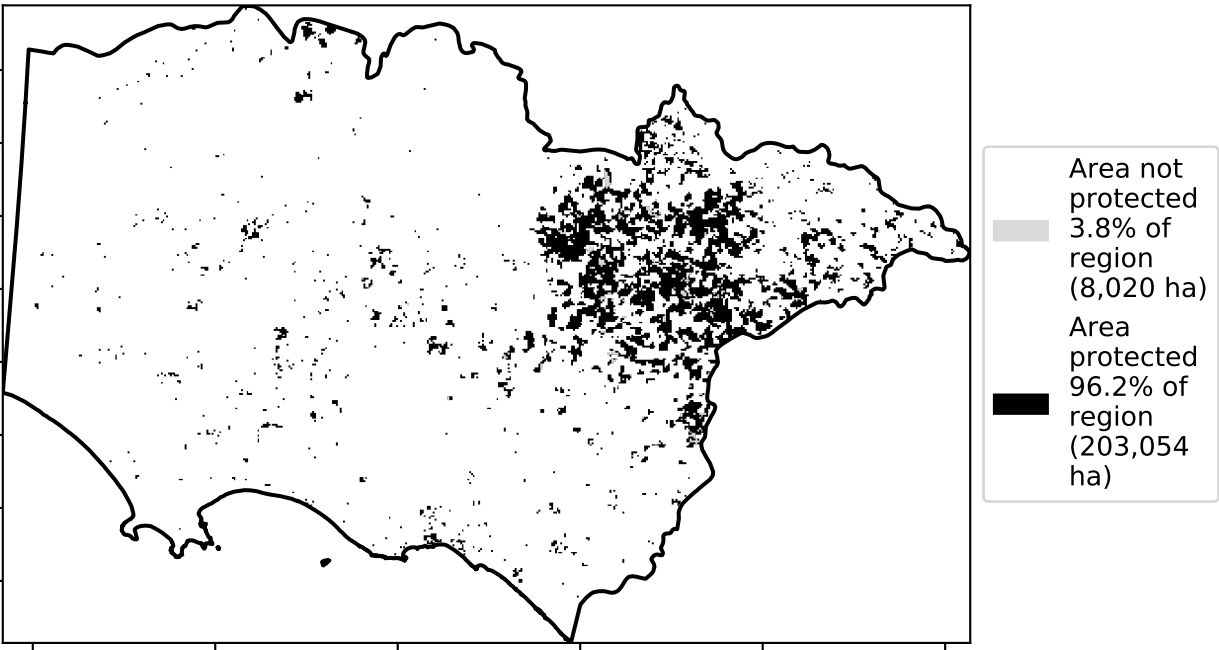 Area not
protected
3.8% of
region
(8,020 ha)
Area
protected
96.2% of
region
(203,054
ha)